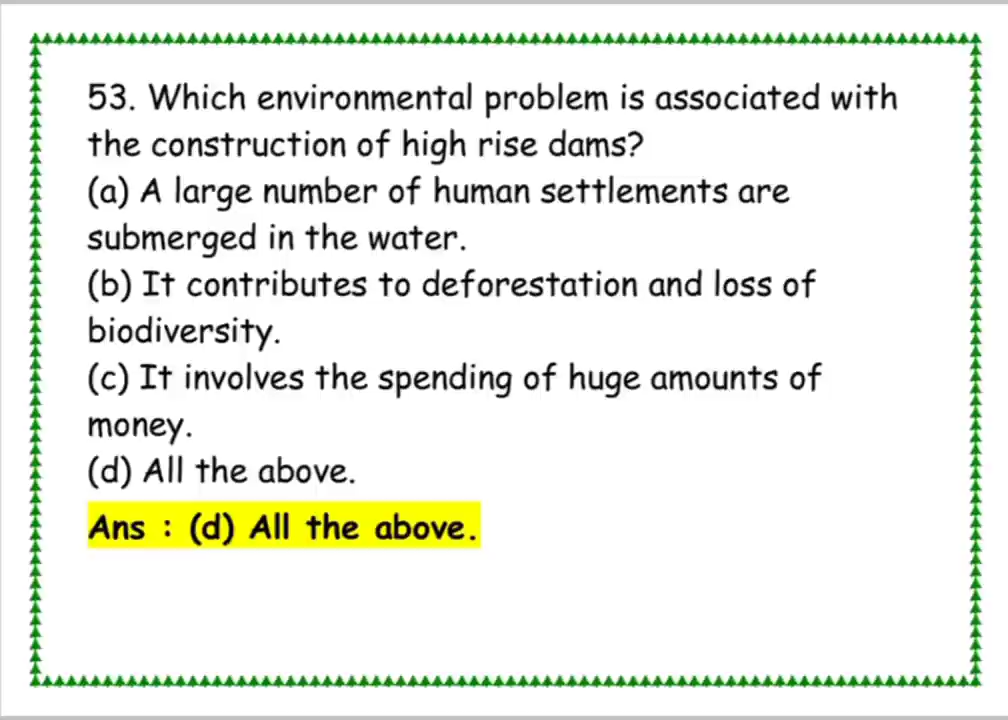 53. Which environmental problem is associated with
the construction of high rise dams?
(a) A large number of human settlements are
submerged in the water.
(b) It contributes to deforestation and loss of
biodiversity.
(c) It involves the spending of huge amounts of
money.
(d) All the above.
Ans : (d) All the above.